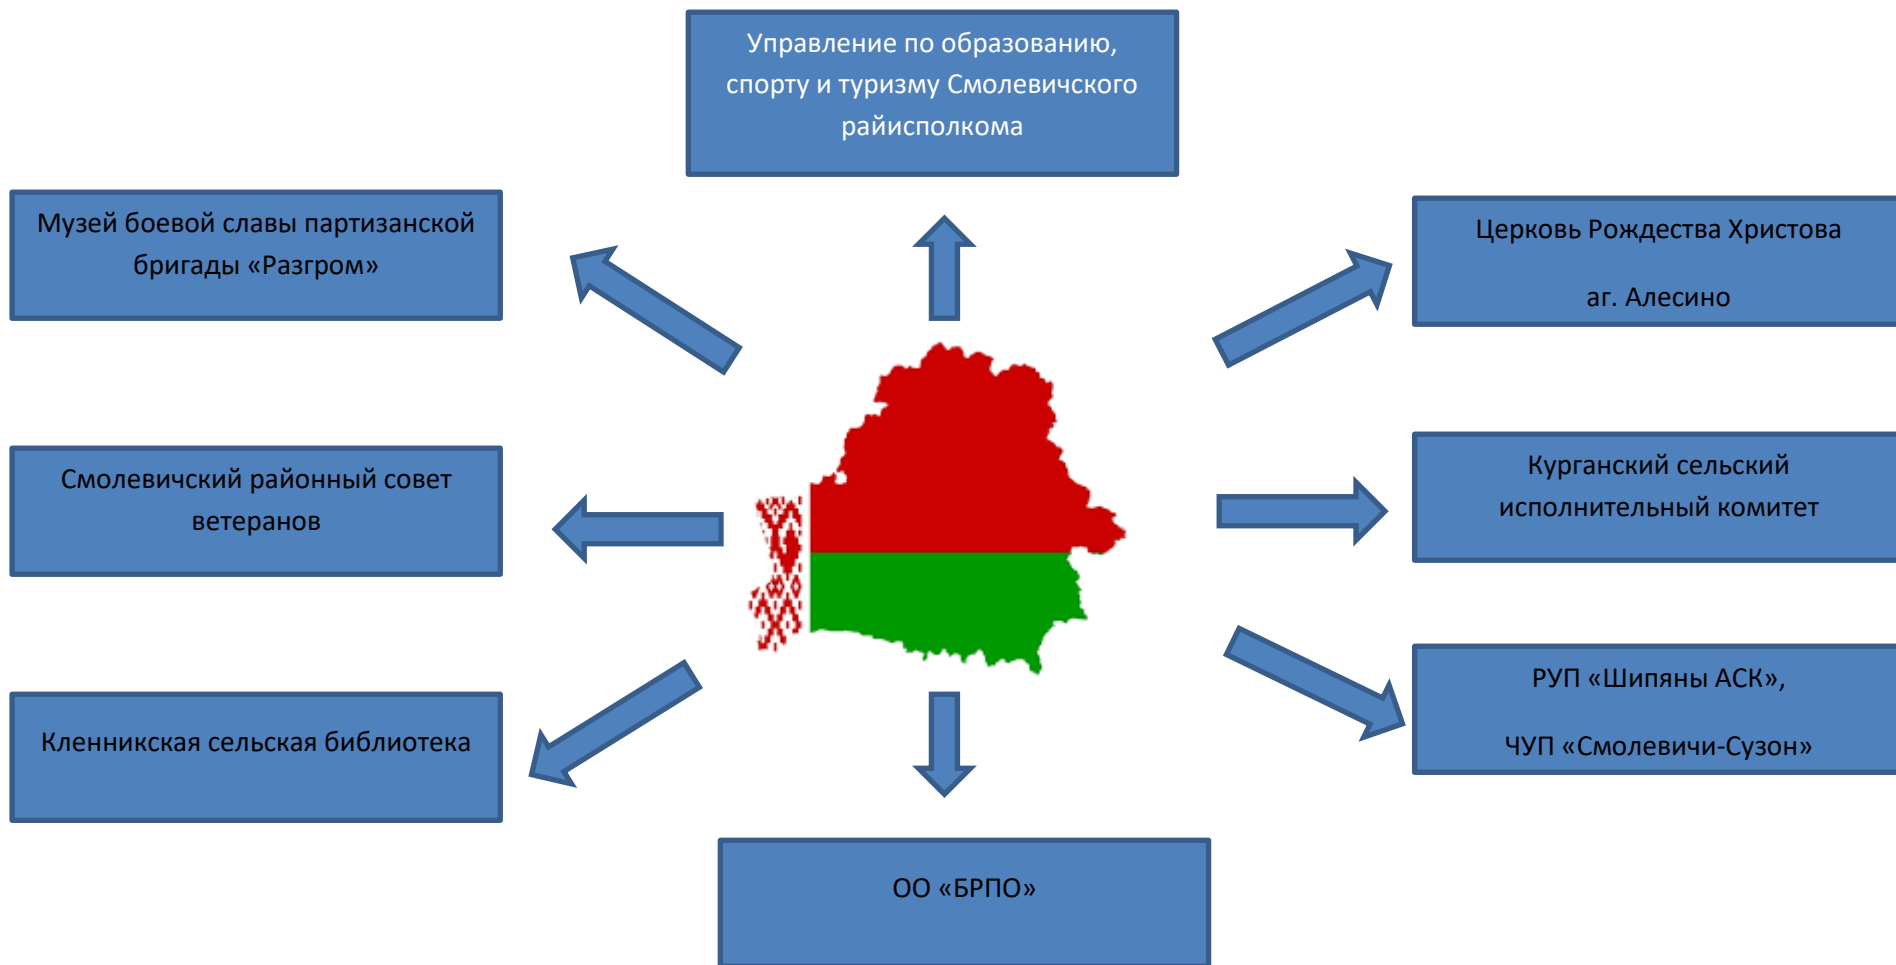 Управление по образованию,
спорту и туризму Смолевичского
райисполкома
Музей боевой славы партизанской
бригады «Разгром»
Церковь Рождества Христова
аг. Алесино
Смолевичский районный совет
ветеранов
Курганский сельский
исполнительный комитет
Кленникская сельская библиотека
РУП «Шипяны АСК»,
ЧУП «Смолевичи-Сузон»
ОО «БРПО»